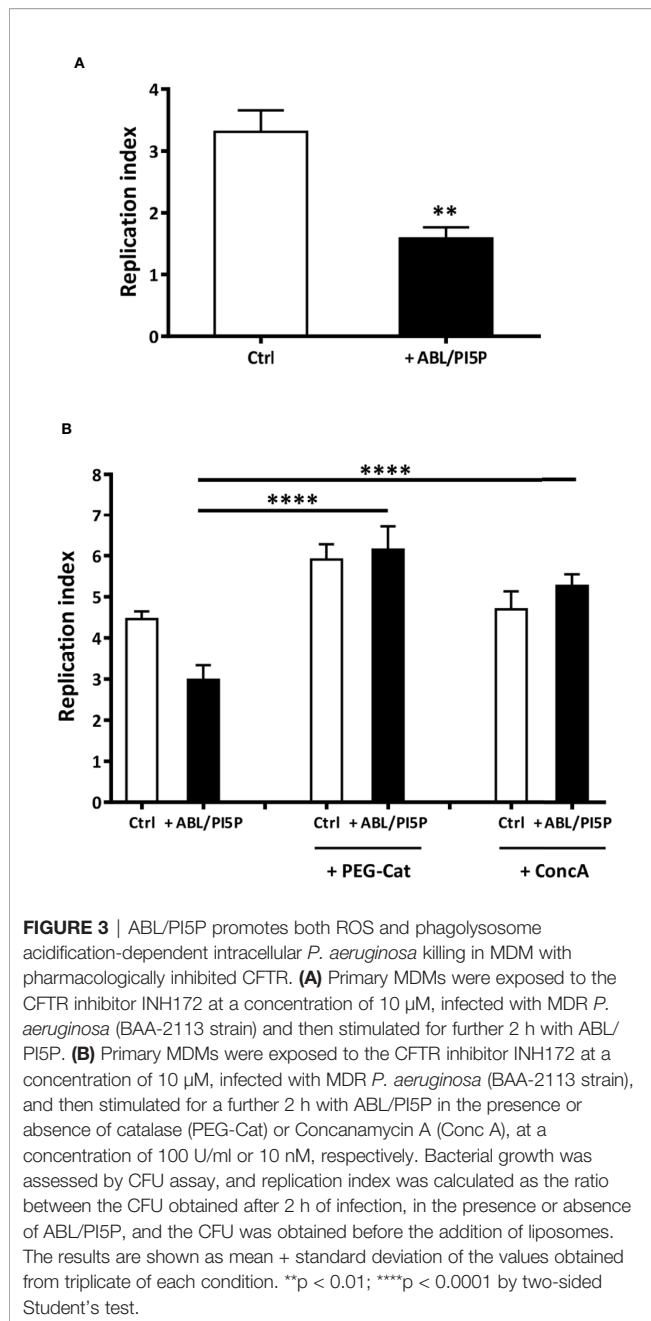 A
4
3
2
1
0
Replication index
**
Ctrl
+ ABL/PI5P
B
8
7
6
5
4
3
2
1
0
Replication index
****
****
Ctrl + ABL/PI5P
Ctrl + ABL/PI5P
Ctrl + ABL/PI5P
+ PEG-Cat
+ ConcA
FIGURE 3 | ABL/PI5P promotes both ROS and phagolysosome
acidification-dependent intracellular P. aeruginosa killing in MDM with
pharmacologically inhibited CFTR. (A) Primary MDMs were exposed to the
CFTR inhibitor INH172 at a concentration of 10 µM, infected with MDR P.
aeruginosa (BAA-2113 strain) and then stimulated for further 2 h with ABL/
PI5P. (B) Primary MDMs were exposed to the CFTR inhibitor INH172 at a
concentration of 10 µM, infected with MDR P. aeruginosa (BAA-2113 strain),
and then stimulated for a further 2 h with ABL/PI5P in the presence or
absence of catalase (PEG-Cat) or Concanamycin A (Conc A), at a
concentration of 100 U/ml or 10 nM, respectively. Bacterial growth was
assessed by CFU assay, and replication index was calculated as the ratio
between the CFU obtained after 2 h of infection, in the presence or absence
of ABL/PI5P, and the CFU was obtained before the addition of liposomes.
The results are shown as mean + standard deviation of the values obtained
from triplicate of each condition. **p < 0.01; ****p < 0.0001 by two-sided
Student’s test.